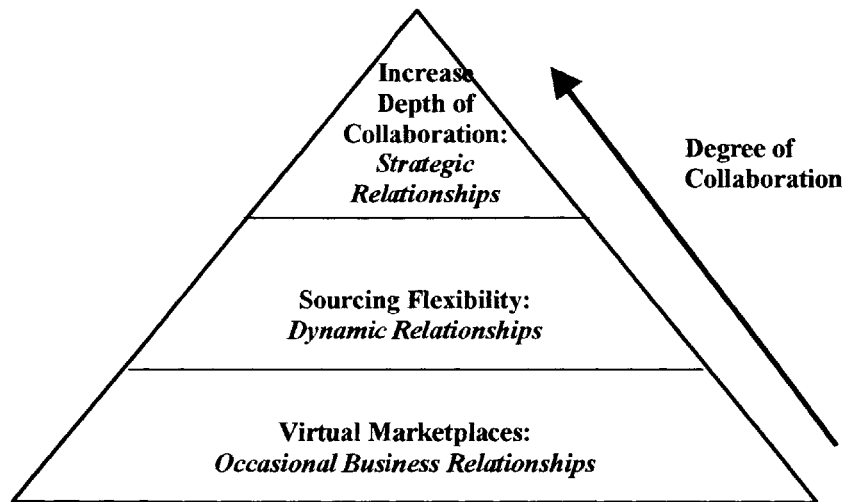 Increase
Depth of
Collaboration:
Strategic
Relationships
Degree of
Collaboration
Sourcing Flexibility:
Dynamic Relationships
Virtual Marketplaces:
Occasional Business Relationships